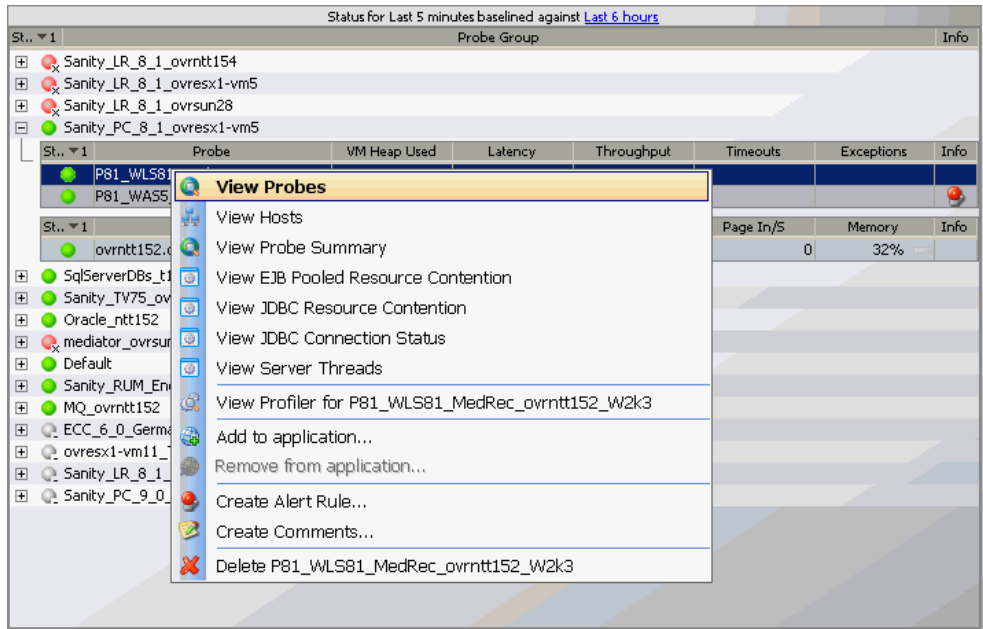 Status for Last 5 minutes baselined against Last 6 hours
St.. 1 Probe Group Info
Sanity_LR_8_1_ovrntt154
Sanity_LR_8_1_ovresx1-vm5
Sanity_LR_8_1_ovrsun28
Sanity_PC_8_1_ovresx1-vm5
St.. 1 Probe VM Heap Used Latency Throughput Timeouts Exceptions Info
P81_WLS81
P81_WAS5_
St.. 1 Page In/S Memory Info
ovrntt152. 0 32%
SqlServerDBs_t1
Sanity_TV75_ov
Oracle_ntt152
mediator_ovrsun
Default
Sanity_RUM_En
MQ_ovrntt152
ECC_6_0_Germa
ovresx1-vm11_
Sanity_LR_8_1_
Sanity_PC_9_0_
View Probes
View Hosts
View Probe Summary
View EJB Pooled Resource Contention
View JDBC Resource Contention
View JDBC Connection Status
View Server Threads
View Profiler for P81_WLS81_MedRec_ovrntt152_W2k3
Add to application...
Remove from application...
Create Alert Rule...
Create Comments...
Delete P81_WLS81_MedRec_ovrntt152_W2k3